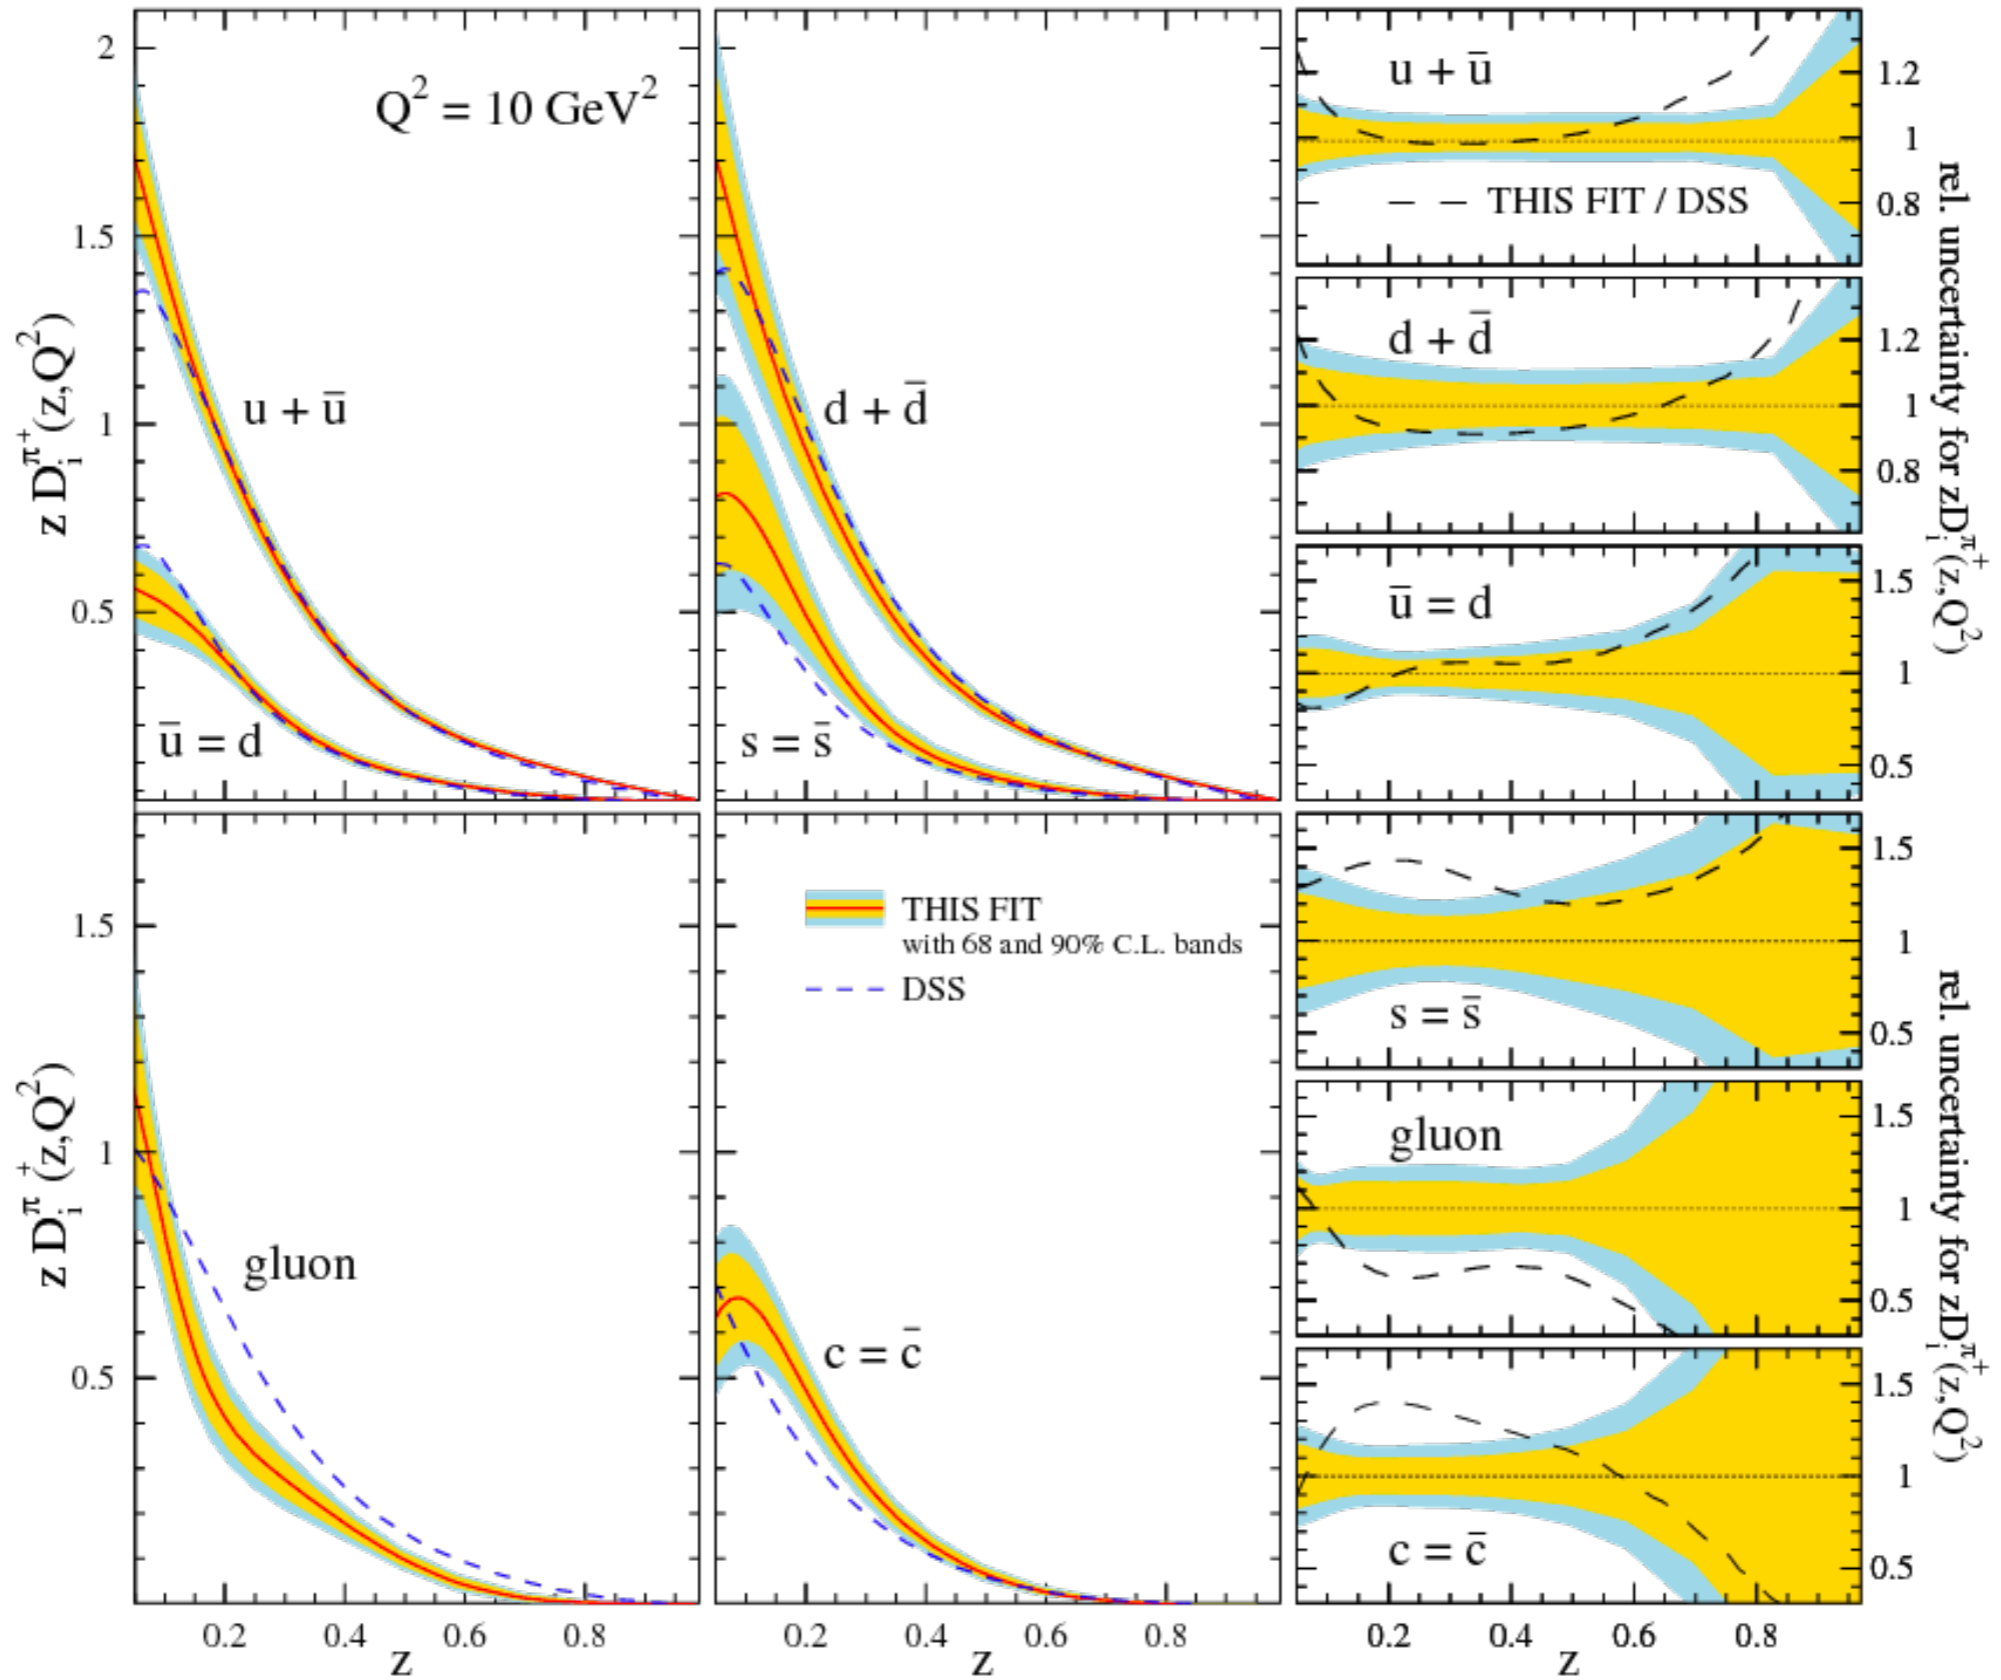 Q² = 10 GeV²
z D_i^{π⁺}(z,Q²)
2
1.5
1
0.5
u + ū
ū = d
d + d̄
s = s̄
u + ū
1.2
1
0.8
THIS FIT / DSS
d + d̄
1.2
1
0.8
ū = d
1.5
1
0.5
rel. uncertainty for zD_i^{π⁺}(z,Q²)
z D_i^{π⁺}(z,Q²)
1.5
1
0.5
gluon
0.2 0.4 0.6 0.8
z
THIS FIT
with 68 and 90% C.L. bands
DSS
c = c̄
0.2 0.4 0.6 0.8
z
s = s̄
1.5
1
0.5
gluon
1.5
1
0.5
c = c̄
1.5
1
0.5
rel. uncertainty for zD_i^{π⁺}(z,Q²)
0.2 0.4 0.6 0.8
z